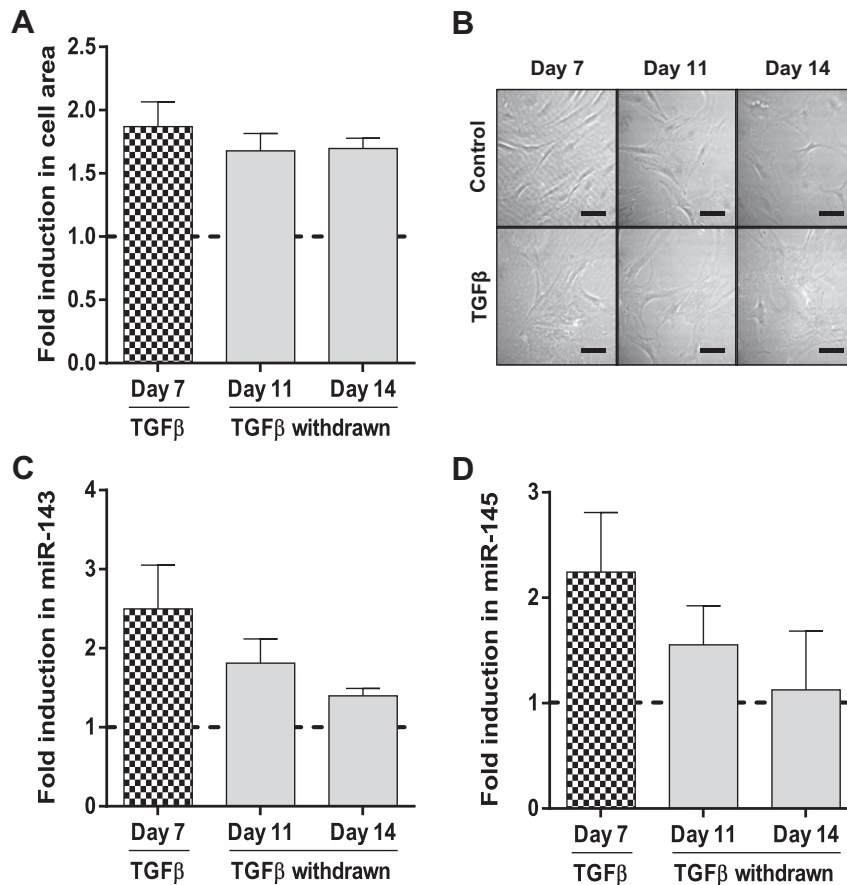 A
Fold induction in cell area
2.5
2.0
1.5
1.0
0.5
0.0
Day 7 Day 11 Day 14
TGFβ TGFβ withdrawn
B
Day 7 Day 11 Day 14
Control
TGFβ
C
Fold induction in miR-143
4
3
2
1
0
Day 7 Day 11 Day 14
TGFβ TGFβ withdrawn
D
Fold induction in miR-145
3
2
1
0
Day 7 Day 11 Day 14
TGFβ TGFβ withdrawn